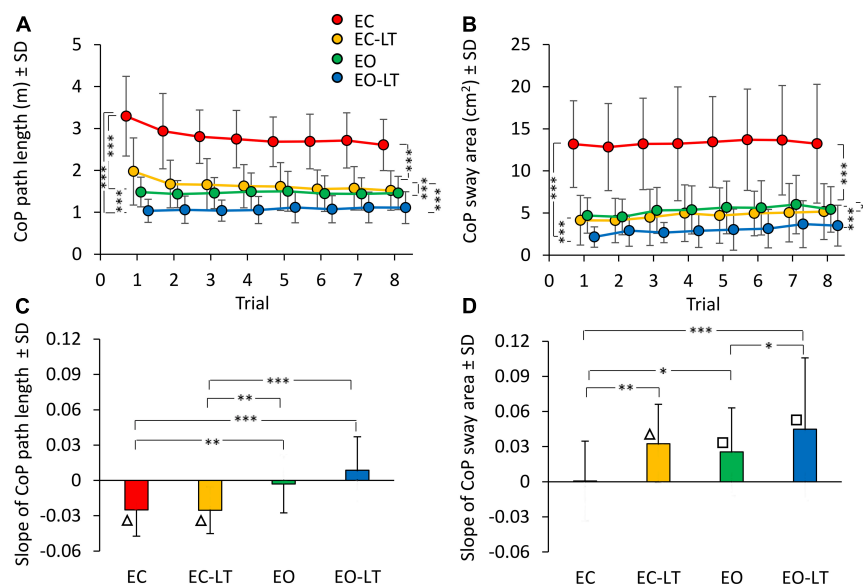 A
EC
EC-LT
EO
EO-LT
CoP path length (m) ± SD
5
4
3
2
1
0
***
***
***
***
***
***
0 1 2 3 4 5 6 7 8
Trial
B
CoP sway area (cm²) ± SD
25
20
15
10
5
0
***
***
***
***
0 1 2 3 4 5 6 7 8
Trial
C
Slope of CoP path length ± SD
0.12
0.09
0.06
0.03
0
-0.03
-0.06
***
**
***
**
EC EC-LT EO EO-LT
D
Slope of CoP sway area ± SD
0.12
0.09
0.06
0.03
0
-0.03
-0.06
***
*
*
**
EC EC-LT EO EO-LT